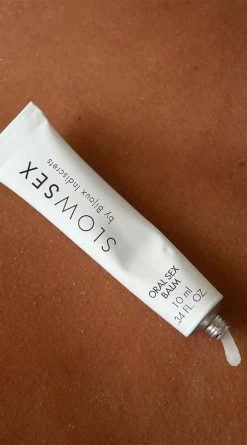 SLOWSEX
by Bijoux Indiscrets
ORAL SEX
BALM
10 ml
.34 FL. OZ.